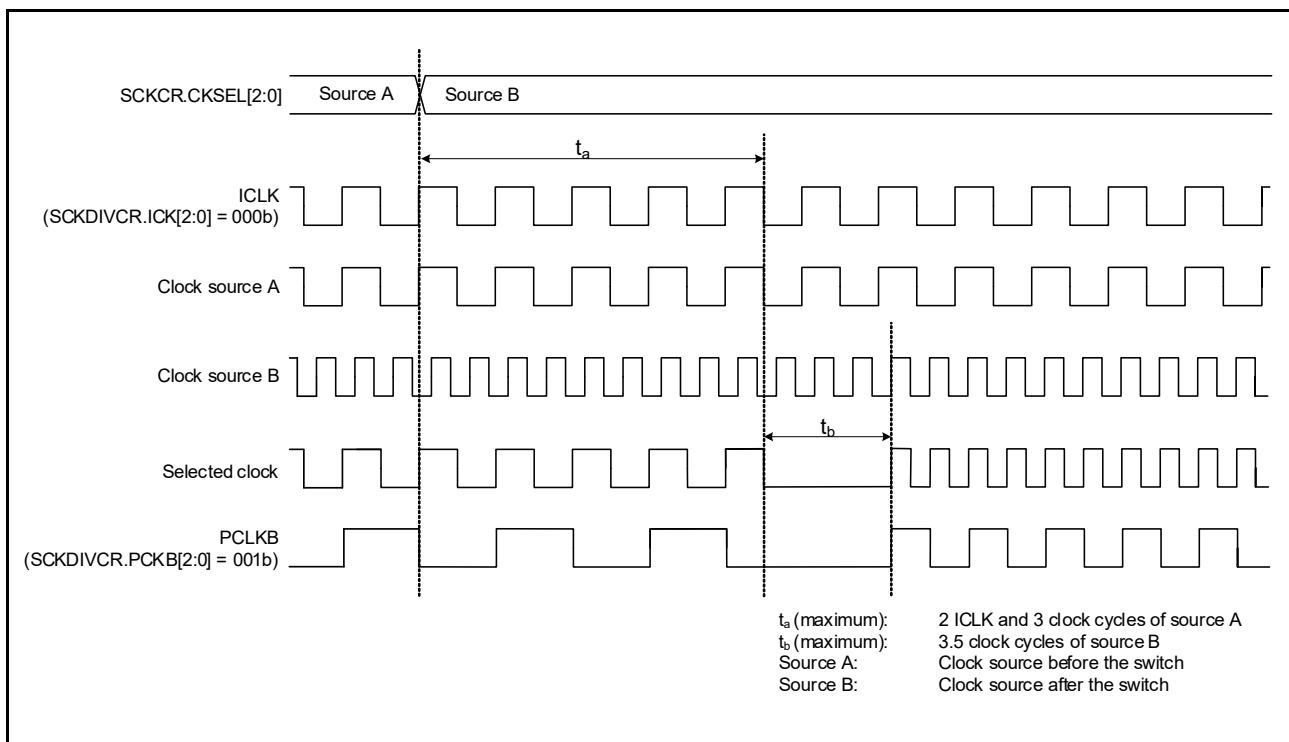 SCKCR.CKSEL[2:0] Source A Source B
tₐ
ICLK
(SCKDIVCR.ICK[2:0] = 000b)
Clock source A
Clock source B
t_b
Selected clock
PCLKB
(SCKDIVCR.PCKB[2:0] = 001b)
tₐ (maximum): 2 ICLK and 3 clock cycles of source A
t_b (maximum): 3.5 clock cycles of source B
Source A: Clock source before the switch
Source B: Clock source after the switch